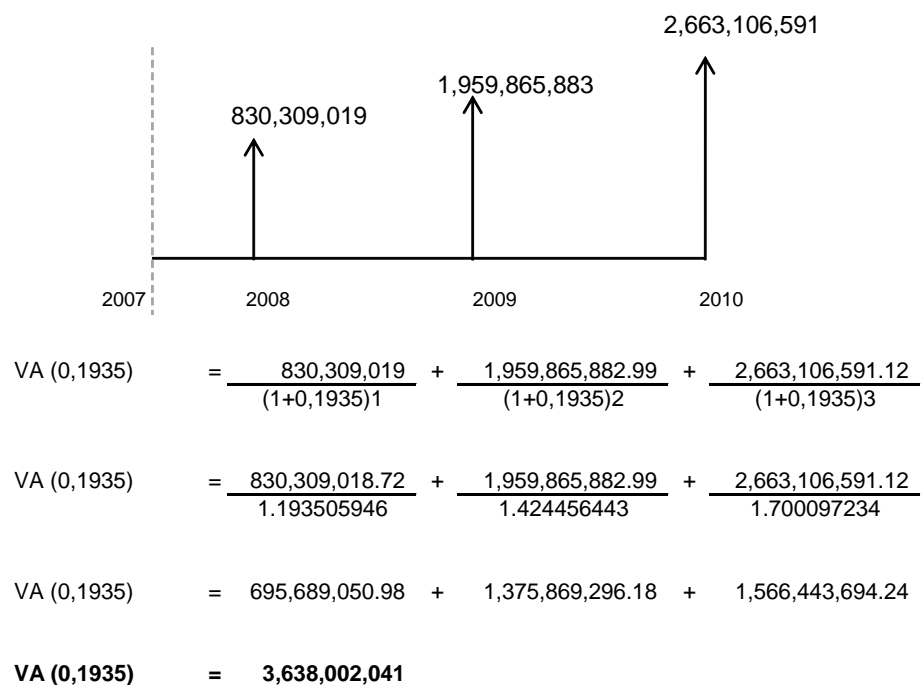 2,663,106,591
1,959,865,883
830,309,019
2007 2008 2009 2010
VA (0,1935) = 830,309,019 + 1,959,865,882.99 + 2,663,106,591.12
(1+0,1935)1 (1+0,1935)2 (1+0,1935)3
VA (0,1935) = 830,309,018.72 + 1,959,865,882.99 + 2,663,106,591.12
1.193505946 1.424456443 1.700097234
VA (0,1935) = 695,689,050.98 + 1,375,869,296.18 + 1,566,443,694.24
VA (0,1935) = 3,638,002,041